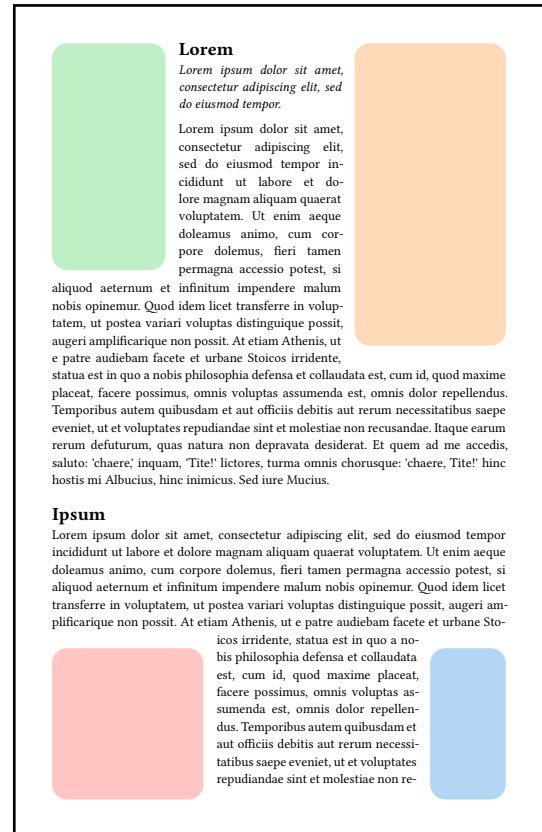 Lorem
Lorem ipsum dolor sit amet,
consectetur adipiscing elit, sed
do eiusmod tempor.
Lorem ipsum dolor sit amet,
consectetur adipiscing elit,
sed do eiusmod tempor in-
cididunt ut labore et do-
lore magnam aliquam quaerat
voluptatem. Ut enim aeque
doleamus animo, cum cor-
pore dolemus, fieri tamen
permagna accessio potest, si
aliquod aeternum et infinitum impendere malum
nobis opinemur. Quod idem licet transferre in volup-
tatem, ut postea variari voluptas distinguique possit,
augeri amplificarique non possit. At etiam Athenis, ut
e patre audiebam facete et urbane Stoicos irridente,
statua est in quo a nobis philosophia defensa et collaudata est, cum id, quod maxime
placeat, facere possimus, omnis voluptas assumenda est, omnis dolor repellendus.
Temporibus autem quibusdam et aut officiis debitis aut rerum necessitatibus saepe
eveniet, ut et voluptates repudiandae sint et molestiae non recusandae. Itaque earum
rerum defuturum, quas natura non depravata desiderat. Et quem ad me accedis,
saluto: 'chaere,' inquam, 'Tite!' lictores, turma omnis chorusque: 'chaere, Tite!' hinc
hostis mi Albucius, hinc inimicus. Sed iure Mucius.
Ipsum
Lorem ipsum dolor sit amet, consectetur adipiscing elit, sed do eiusmod tempor
incididunt ut labore et dolore magnam aliquam quaerat voluptatem. Ut enim aeque
doleamus animo, cum corpore dolemus, fieri tamen permagna accessio potest, si
aliquod aeternum et infinitum impendere malum nobis opinemur. Quod idem licet
transferre in voluptatem, ut postea variari voluptas distinguique possit, augeri am-
plificarique non possit. At etiam Athenis, ut e patre audiebam facete et urbane Sto-
icos irridente, statua est in quo a no-
bis philosophia defensa et collaudata
est, cum id, quod maxime placeat,
facere possimus, omnis voluptas as-
sumenda est, omnis dolor repellen-
dus. Temporibus autem quibusdam et
aut officiis debitis aut rerum necessi-
tatibus saepe eveniet, ut et voluptates
repudiandae sint et molestiae non re-